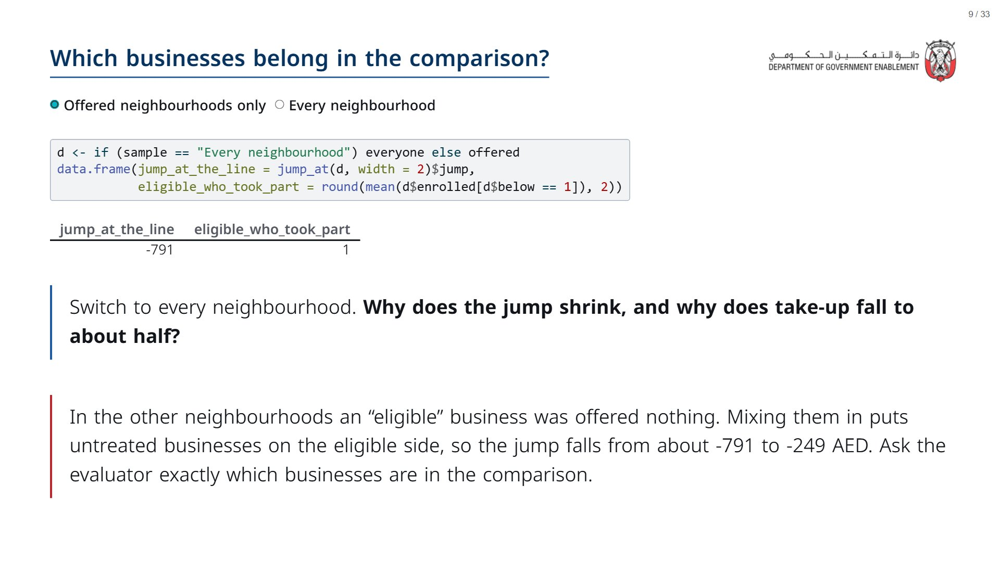 9 / 33
Which businesses belong in the comparison?
دائرة التمكين الحكومي
DEPARTMENT OF GOVERNMENT ENABLEMENT
Offered neighbourhoods only Every neighbourhood
d <- if (sample == "Every neighbourhood") everyone else offered
data.frame(jump_at_the_line = jump_at(d, width = 2)$jump,
           eligible_who_took_part = round(mean(d$enrolled[d$below == 1]), 2))
jump_at_the_line eligible_who_took_part
-791 1
Switch to every neighbourhood. Why does the jump shrink, and why does take-up fall to
about half?
In the other neighbourhoods an “eligible” business was offered nothing. Mixing them in puts
untreated businesses on the eligible side, so the jump falls from about -791 to -249 AED. Ask the
evaluator exactly which businesses are in the comparison.